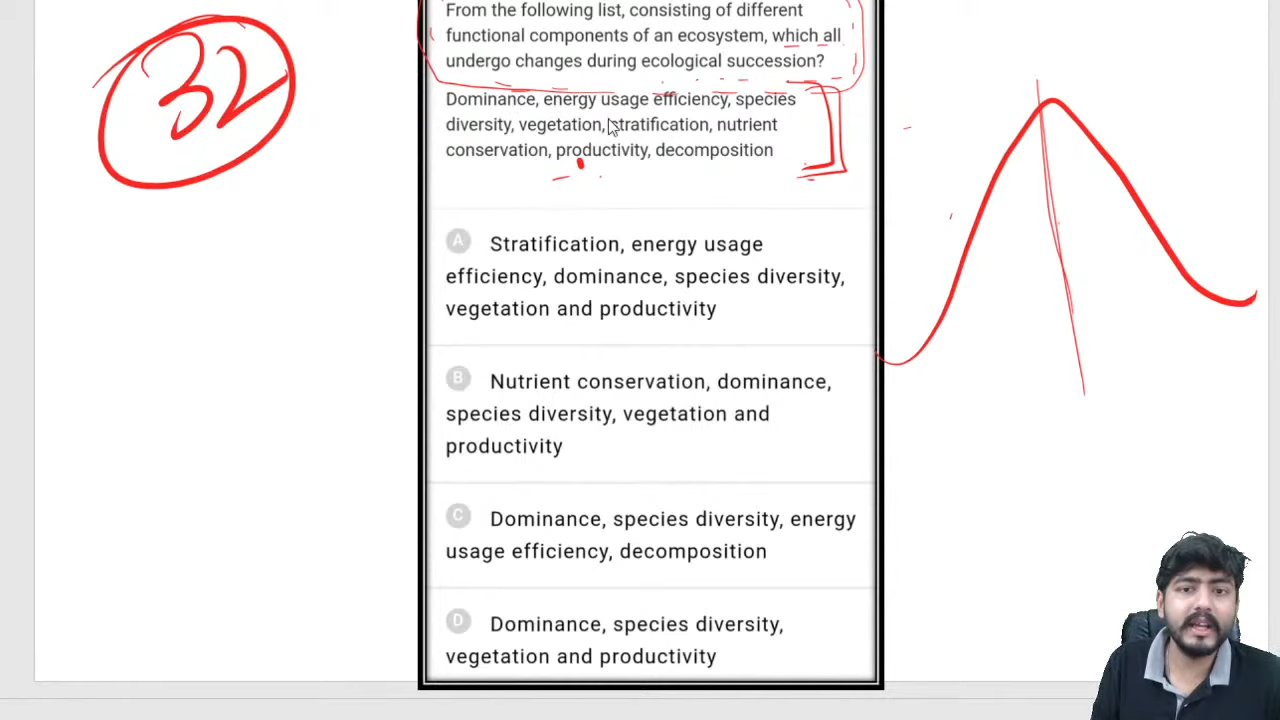 32
From the following list, consisting of different
functional components of an ecosystem, which all
undergo changes during ecological succession?
Dominance, energy usage efficiency, species
diversity, vegetation, stratification, nutrient
conservation, productivity, decomposition
A Stratification, energy usage
efficiency, dominance, species diversity,
vegetation and productivity
B Nutrient conservation, dominance,
species diversity, vegetation and
productivity
C Dominance, species diversity, energy
usage efficiency, decomposition
D Dominance, species diversity,
vegetation and productivity